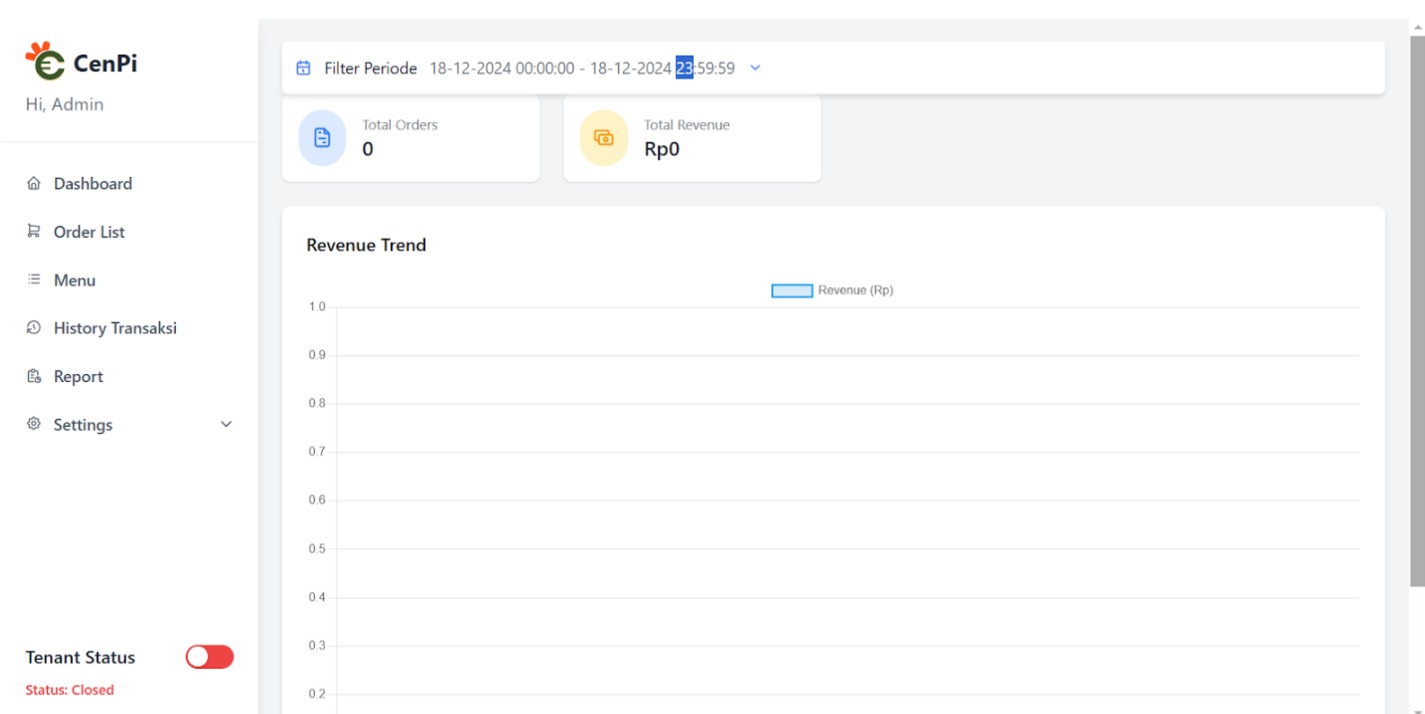 CenPi
Hi, Admin
Dashboard
Order List
Menu
History Transaksi
Report
Settings
Tenant Status
Status: Closed
Filter Periode 18-12-2024 00:00:00 - 18-12-2024 23:59:59
Total Orders
0
Total Revenue
Rp0
Revenue Trend
Revenue (Rp)
1.0
0.9
0.8
0.7
0.6
0.5
0.4
0.3
0.2